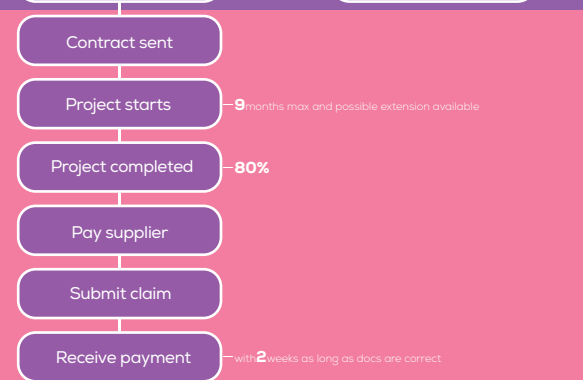 Contract sent
Project starts
9months max and possible extension available
Project completed
80%
Pay supplier
Submit claim
Receive payment
with2weeks as long as docs are correct